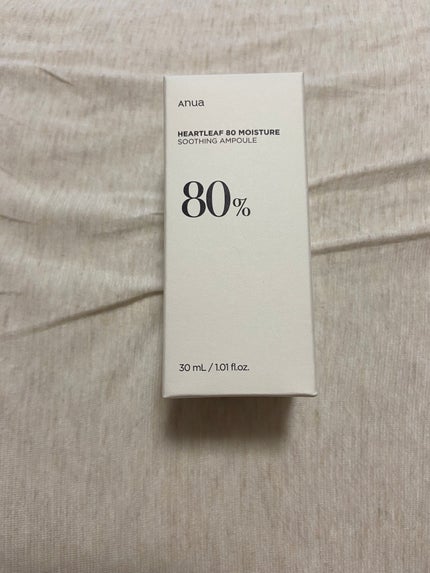 Anua
HEARTLEAF 80 MOISTURE
SOOTHING AMPOULE
80%
30 mL / 1.01 fl.oz.